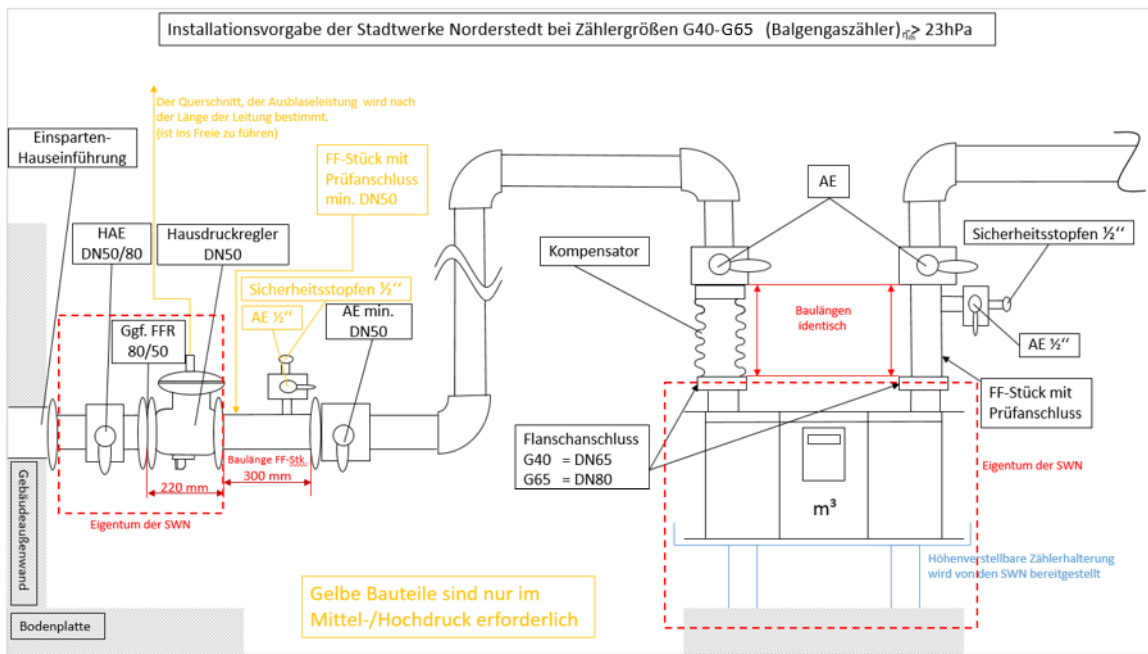 Installationsvorgabe der Stadtwerke Norderstedt bei Zählergrößen G40-G65 (Balgengaszähler) > 23hPa
Der Querschnitt, der Ausblaseleistung wird nach
der Länge der Leitung bestimmt.
(ist ins Freie zu führen)
Einsparten-
Hauseinführung
FF-Stück mit
Prüfanschluss
min. DN50
AE
HAE
DN50/80
Hausdruckregler
DN50
Kompensator
Sicherheitsstopfen ½‘‘
Sicherheitsstopfen ½‘‘
AE ½‘‘
AE min.
DN50
Baulängen
identisch
Ggf. FFR
80/50
AE ½‘‘
FF-Stück mit
Prüfanschluss
Flanschanschluss
G40 = DN65
G65 = DN80
Baulänge FF-Stk.
300 mm
220 mm
Eigentum der SWN
Eigentum der SWN
m³
Gebäudeaußenwand
Höhenverstellbare Zählerhalterung
wird von den SWN bereitgestellt
Gelbe Bauteile sind nur im
Mittel-/Hochdruck erforderlich
Bodenplatte